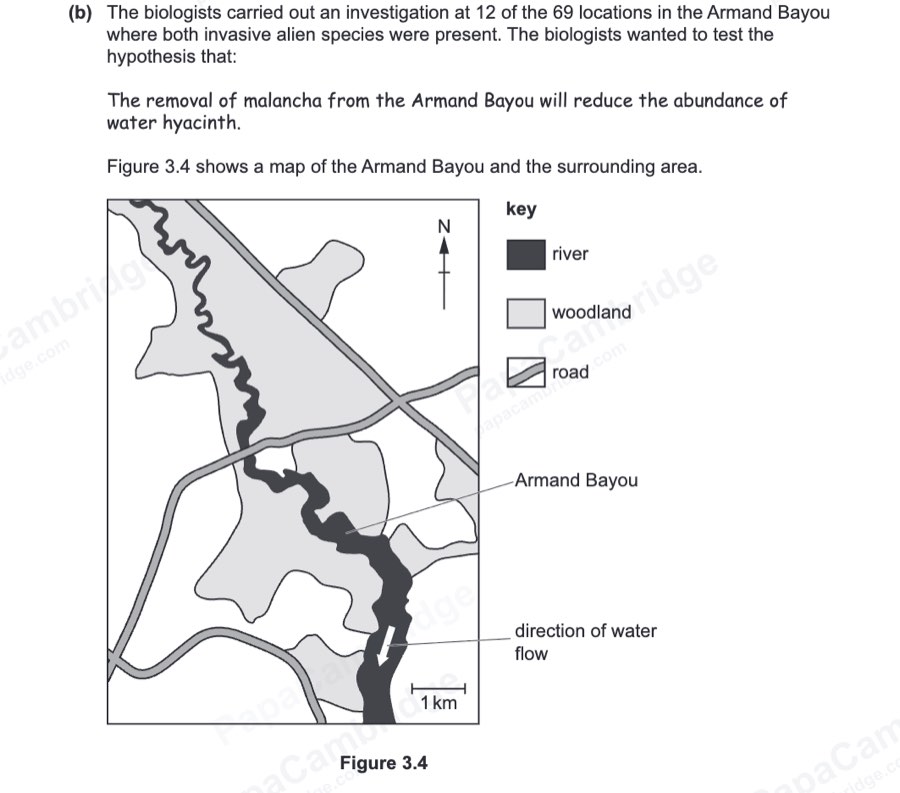 (b) The biologists carried out an investigation at 12 of the 69 locations in the Armand Bayou
where both invasive alien species were present. The biologists wanted to test the
hypothesis that:
The removal of malancha from the Armand Bayou will reduce the abundance of
water hyacinth.
Figure 3.4 shows a map of the Armand Bayou and the surrounding area.
key
N
river
woodland
road
Armand Bayou
direction of water
flow
1 km
Figure 3.4